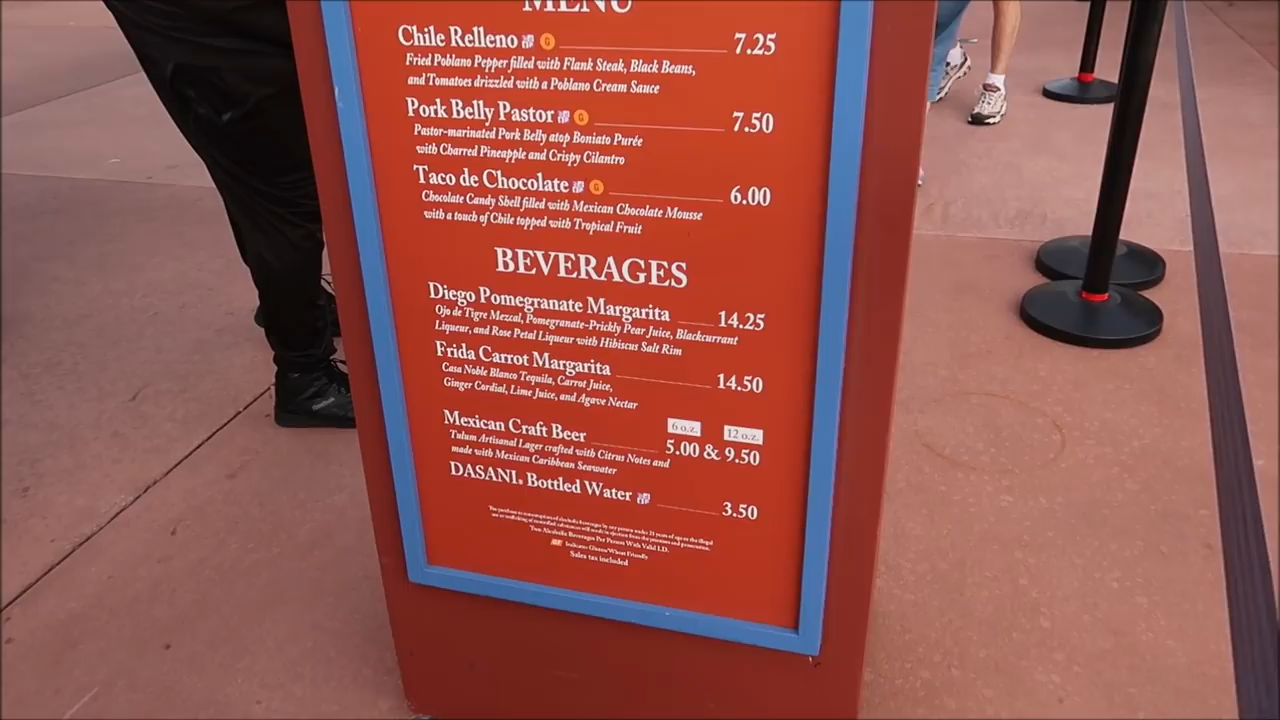 MENU
Chile Relleno G 7.25
Fried Poblano Pepper filled with Flank Steak, Black Beans,
and Tomatoes drizzled with a Poblano Cream Sauce
Pork Belly Pastor G 7.50
Pastor-marinated Pork Belly atop Boniato Purée
with Charred Pineapple and Crispy Cilantro
Taco de Chocolate G 6.00
Chocolate Candy Shell filled with Mexican Chocolate Mousse
with a touch of Chile topped with Tropical Fruit
BEVERAGES
Diego Pomegranate Margarita 14.25
Ojo de Tigre Mezcal, Pomegranate-Prickly Pear Juice, Blackcurrant
Liqueur, and Rose Petal Liqueur with Hibiscus Salt Rim
Frida Carrot Margarita 14.50
Casa Noble Blanco Tequila, Carrot Juice,
Ginger Cordial, Lime Juice, and Agave Nectar
6 o.z. 12 o.z.
Mexican Craft Beer 5.00 & 9.50
Tulum Artisanal Lager crafted with Citrus Notes and
made with Mexican Caribbean Seawater
DASANI® Bottled Water 3.50
Two Alcoholic Beverages Per Person With Valid I.D.
Indicates Gluten/Wheat Friendly
Sales tax included